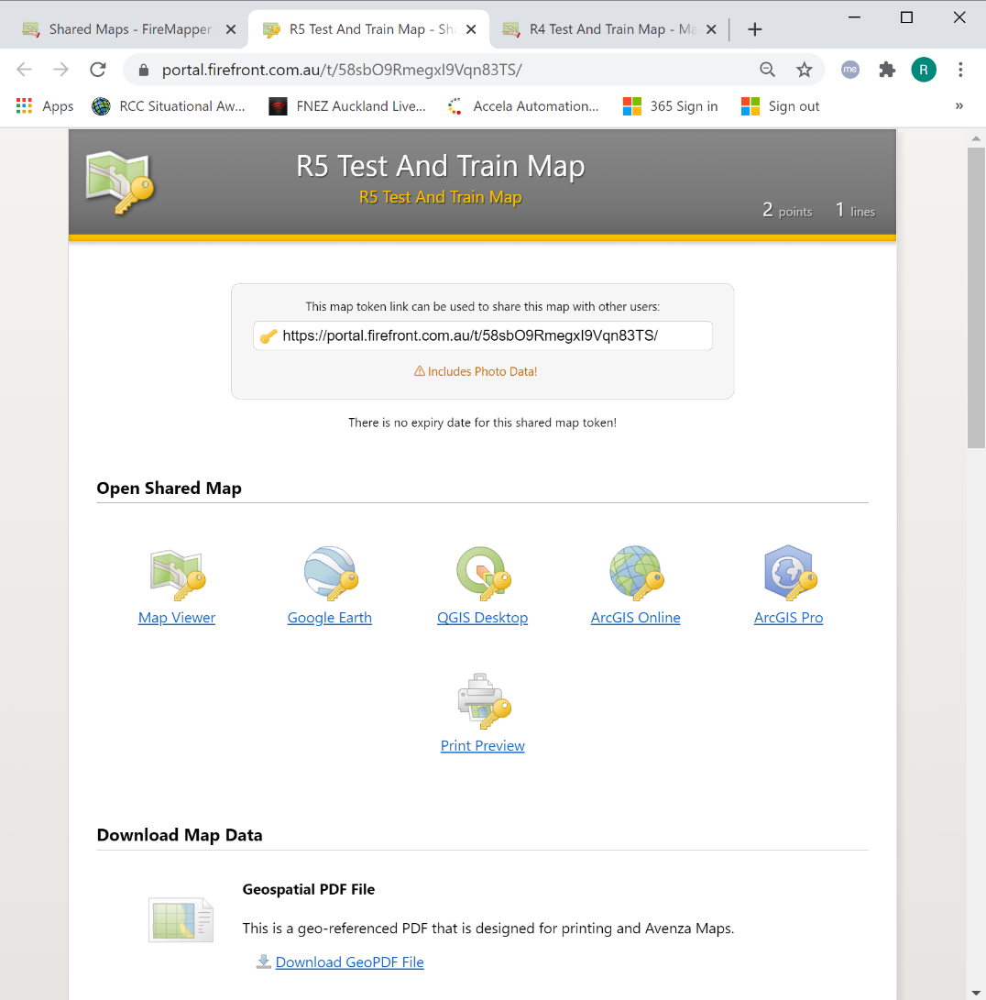 Shared Maps - FireMapper
R5 Test And Train Map - Sh
R4 Test And Train Map - Ma
portal.firefront.com.au/t/58sbO9RmegxI9Vqn83TS/
me
R
Apps
RCC Situational Aw...
FNEZ Auckland Live...
Accela Automation...
365 Sign in
Sign out
»
R5 Test And Train Map
R5 Test And Train Map
2 points 1 lines
This map token link can be used to share this map with other users:
https://portal.firefront.com.au/t/58sbO9RmegxI9Vqn83TS/
Includes Photo Data!
There is no expiry date for this shared map token!
Open Shared Map
Map Viewer
Google Earth
QGIS Desktop
ArcGIS Online
ArcGIS Pro
Print Preview
Download Map Data
Geospatial PDF File
This is a geo-referenced PDF that is designed for printing and Avenza Maps.
Download GeoPDF File